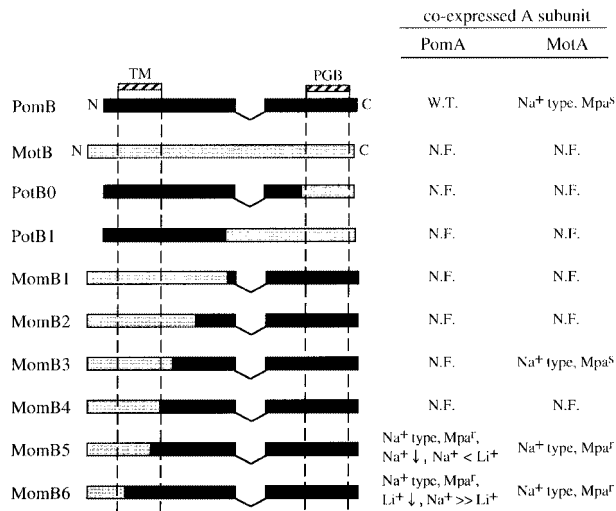 co-expressed A subunit
PomA MotA
TM PGB
PomB N C W.T. Na⁺ type, Mpaˢ
MotB N C N.F. N.F.
PotB0 N.F. N.F.
PotB1 N.F. N.F.
MomB1 N.F. N.F.
MomB2 N.F. N.F.
MomB3 N.F. Na⁺ type, Mpaˢ
MomB4 N.F. N.F.
Na⁺ type, Mpaʳ,
MomB5 Na⁺ ↓, Na⁺ < Li⁺ Na⁺ type, Mpaʳ
Na⁺ type, Mpaʳ,
MomB6 Li⁺ ↓, Na⁺ >> Li⁺ Na⁺ type, Mpaʳ